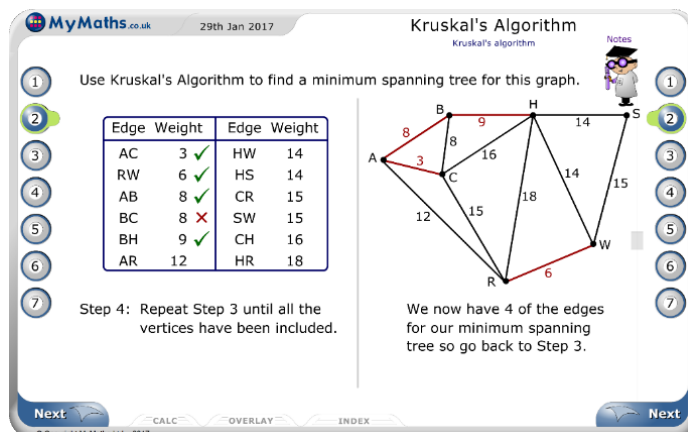 MyMaths.co.uk
29th Jan 2017
Kruskal's Algorithm
Kruskal's algorithm
Notes
1
2
3
4
5
6
7
Use Kruskal's Algorithm to find a minimum spanning tree for this graph.
Edge Weight Edge Weight
AC 3 ✓ HW 14
RW 6 ✓ HS 14
AB 8 ✓ CR 15
BC 8 ✗ SW 15
BH 9 ✓ CH 16
AR 12 HR 18
Step 4: Repeat Step 3 until all the
vertices have been included.
B
H
S
8
9
14
8
16
A
3
C
14
15
12
15
18
W
R
6
We now have 4 of the edges
for our minimum spanning
tree so go back to Step 3.
1
2
3
4
5
6
7
Next
CALC
OVERLAY
INDEX
Next